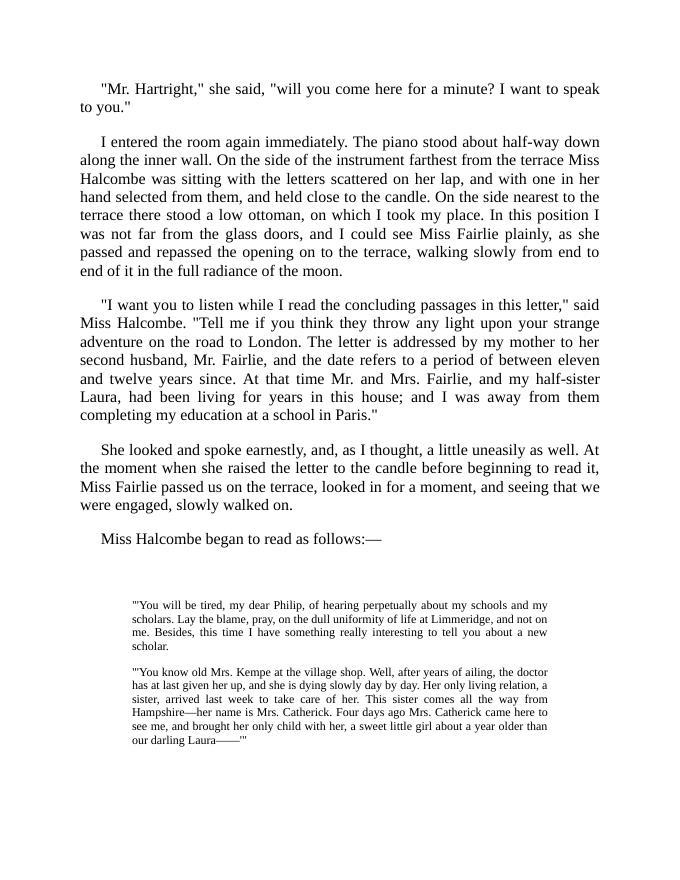 "Mr. Hartright," she said, "will you come here for a minute? I want to speak
to you."
I entered the room again immediately. The piano stood about half-way down
along the inner wall. On the side of the instrument farthest from the terrace Miss
Halcombe was sitting with the letters scattered on her lap, and with one in her
hand selected from them, and held close to the candle. On the side nearest to the
terrace there stood a low ottoman, on which I took my place. In this position I
was not far from the glass doors, and I could see Miss Fairlie plainly, as she
passed and repassed the opening on to the terrace, walking slowly from end to
end of it in the full radiance of the moon.
"I want you to listen while I read the concluding passages in this letter," said
Miss Halcombe. "Tell me if you think they throw any light upon your strange
adventure on the road to London. The letter is addressed by my mother to her
second husband, Mr. Fairlie, and the date refers to a period of between eleven
and twelve years since. At that time Mr. and Mrs. Fairlie, and my half-sister
Laura, had been living for years in this house; and I was away from them
completing my education at a school in Paris."
She looked and spoke earnestly, and, as I thought, a little uneasily as well. At
the moment when she raised the letter to the candle before beginning to read it,
Miss Fairlie passed us on the terrace, looked in for a moment, and seeing that we
were engaged, slowly walked on.
Miss Halcombe began to read as follows:—
"'You will be tired, my dear Philip, of hearing perpetually about my schools and my
scholars. Lay the blame, pray, on the dull uniformity of life at Limmeridge, and not on
me. Besides, this time I have something really interesting to tell you about a new
scholar.
"'You know old Mrs. Kempe at the village shop. Well, after years of ailing, the doctor
has at last given her up, and she is dying slowly day by day. Her only living relation, a
sister, arrived last week to take care of her. This sister comes all the way from
Hampshire—her name is Mrs. Catherick. Four days ago Mrs. Catherick came here to
see me, and brought her only child with her, a sweet little girl about a year older than
our darling Laura——'"